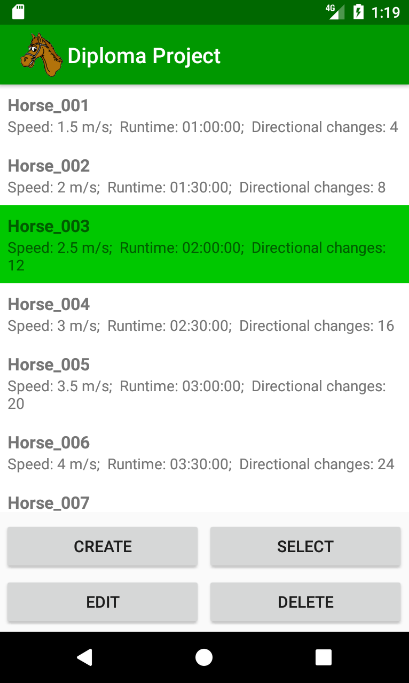 4G 1:19
Diploma Project
Horse_001
Speed: 1.5 m/s;  Runtime: 01:00:00;  Directional changes: 4
Horse_002
Speed: 2 m/s;  Runtime: 01:30:00;  Directional changes: 8
Horse_003
Speed: 2.5 m/s;  Runtime: 02:00:00;  Directional changes:
12
Horse_004
Speed: 3 m/s;  Runtime: 02:30:00;  Directional changes: 16
Horse_005
Speed: 3.5 m/s;  Runtime: 03:00:00;  Directional changes:
20
Horse_006
Speed: 4 m/s;  Runtime: 03:30:00;  Directional changes: 24
Horse_007
CREATE SELECT
EDIT DELETE